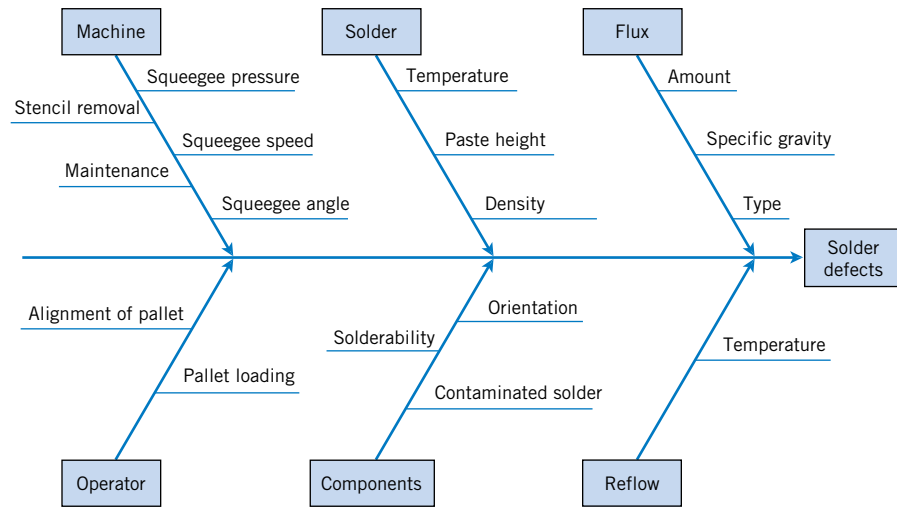 Machine
Solder
Flux
Squeegee pressure
Stencil removal
Squeegee speed
Maintenance
Squeegee angle
Temperature
Paste height
Density
Amount
Specific gravity
Type
Solder
defects
Alignment of pallet
Pallet loading
Orientation
Solderability
Contaminated solder
Temperature
Operator
Components
Reflow